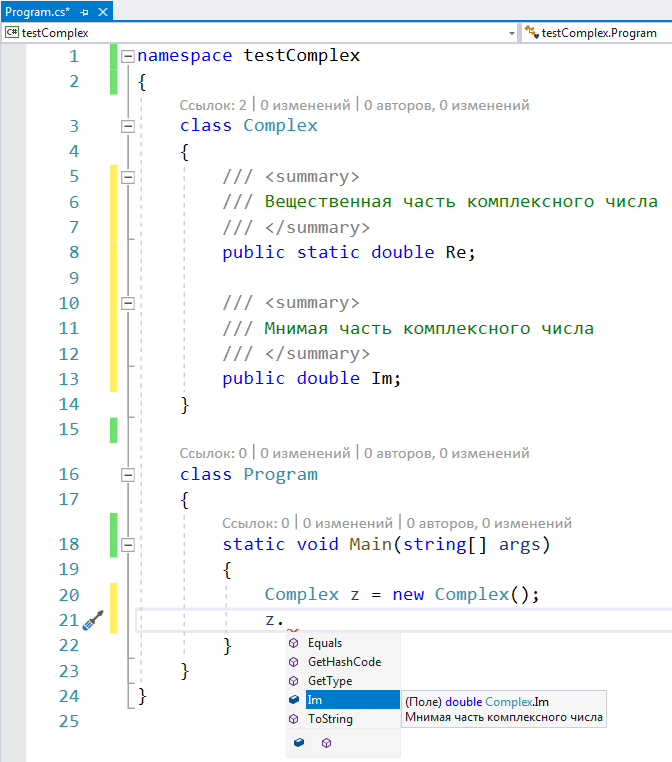 Program.cs*
testComplex testComplex.Program
1 namespace testComplex
2 {
Ссылок: 2 | 0 изменений | 0 авторов, 0 изменений
3 class Complex
4 {
5 /// <summary>
6 /// Вещественная часть комплексного числа
7 /// </summary>
8 public static double Re;
9
10 /// <summary>
11 /// Мнимая часть комплексного числа
12 /// </summary>
13 public double Im;
14 }
15
Ссылок: 0 | 0 изменений | 0 авторов, 0 изменений
16 class Program
17 {
Ссылок: 0 | 0 изменений | 0 авторов, 0 изменений
18 static void Main(string[] args)
19 {
20 Complex z = new Complex();
21 z.
22 }
23 }
24 }
25
Equals
GetHashCode
GetType
Im
ToString
(Поле) double Complex.Im
Мнимая часть комплексного числа